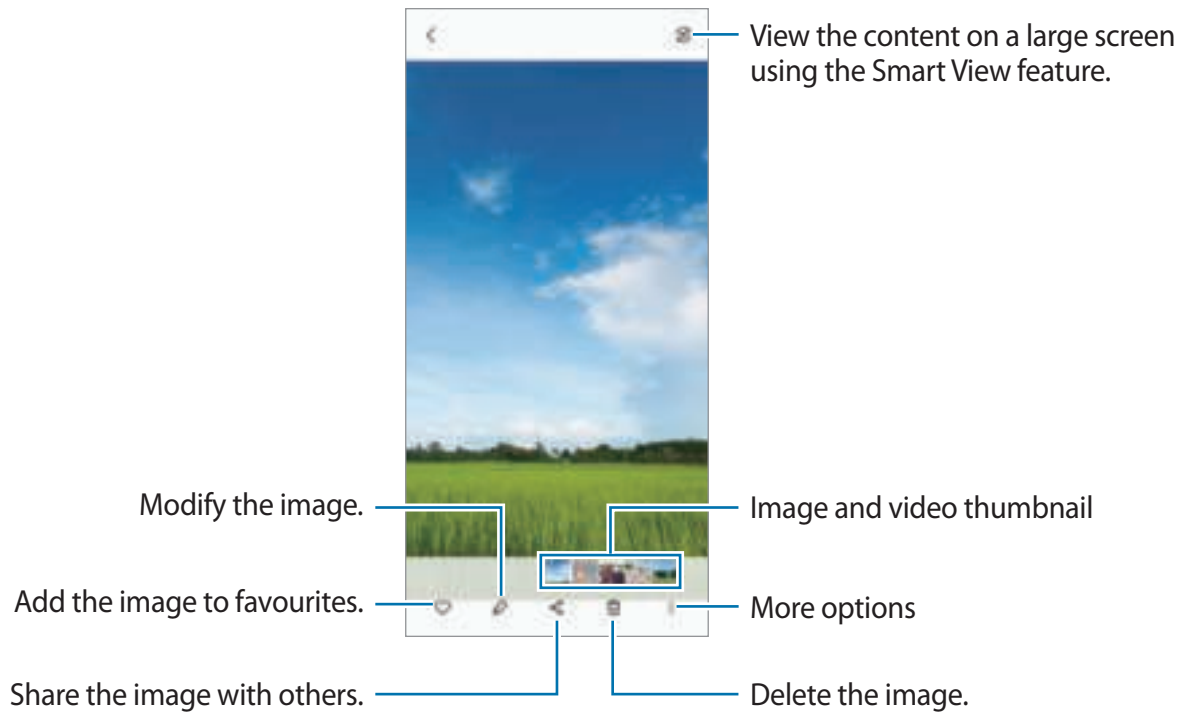 View the content on a large screen
using the Smart View feature.
Modify the image.
Image and video thumbnail
Add the image to favourites.
More options
Share the image with others.
Delete the image.